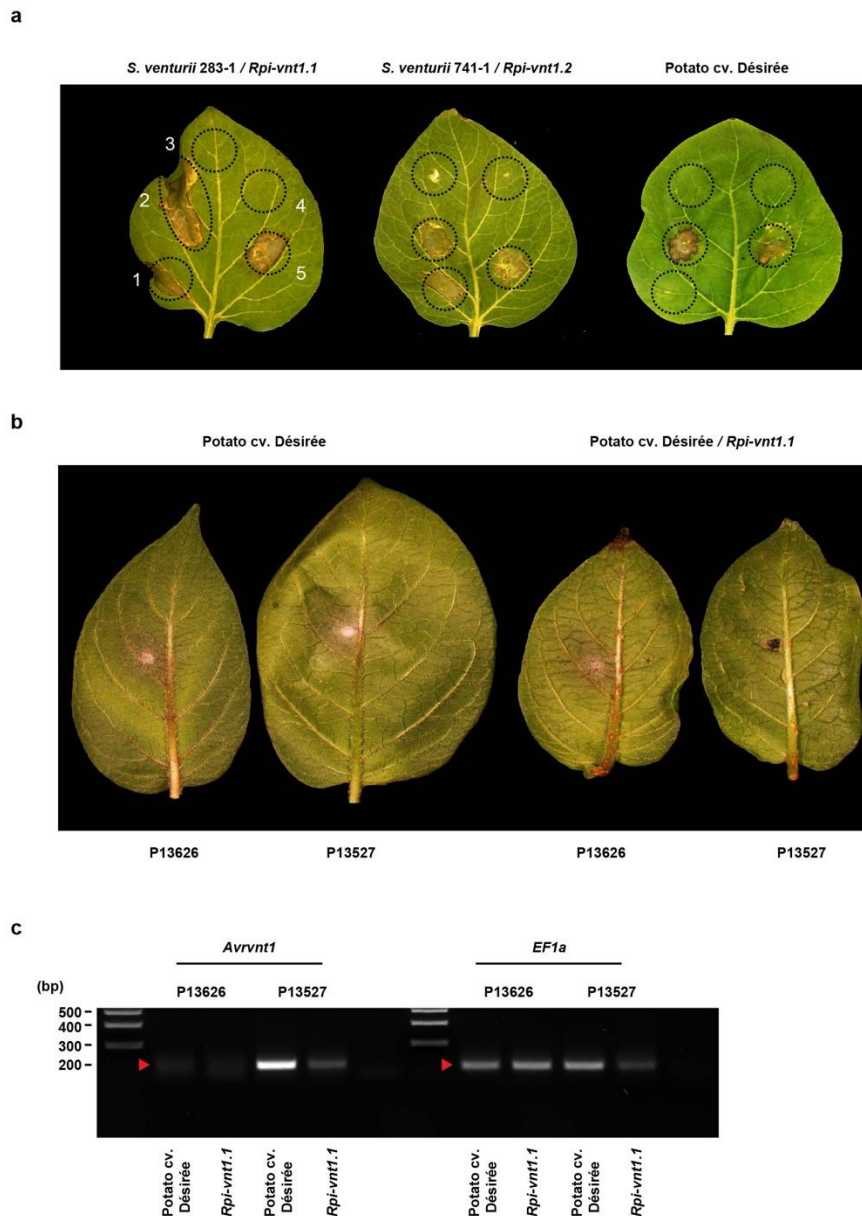 a
S. venturii 283-1 / Rpi-vnt1.1
S. venturii 741-1 / Rpi-vnt1.2
Potato cv. Désirée
3
2
4
1
5
b
Potato cv. Désirée
Potato cv. Désirée / Rpi-vnt1.1
P13626
P13527
P13626
P13527
c
Avrvnt1
EF1a
(bp)
P13626
P13527
P13626
P13527
500
400
300
200
Potato cv.
Désirée
Rpi-vnt1.1
Potato cv.
Désirée
Rpi-vnt1.1
Potato cv.
Désirée
Rpi-vnt1.1
Potato cv.
Désirée
Rpi-vnt1.1